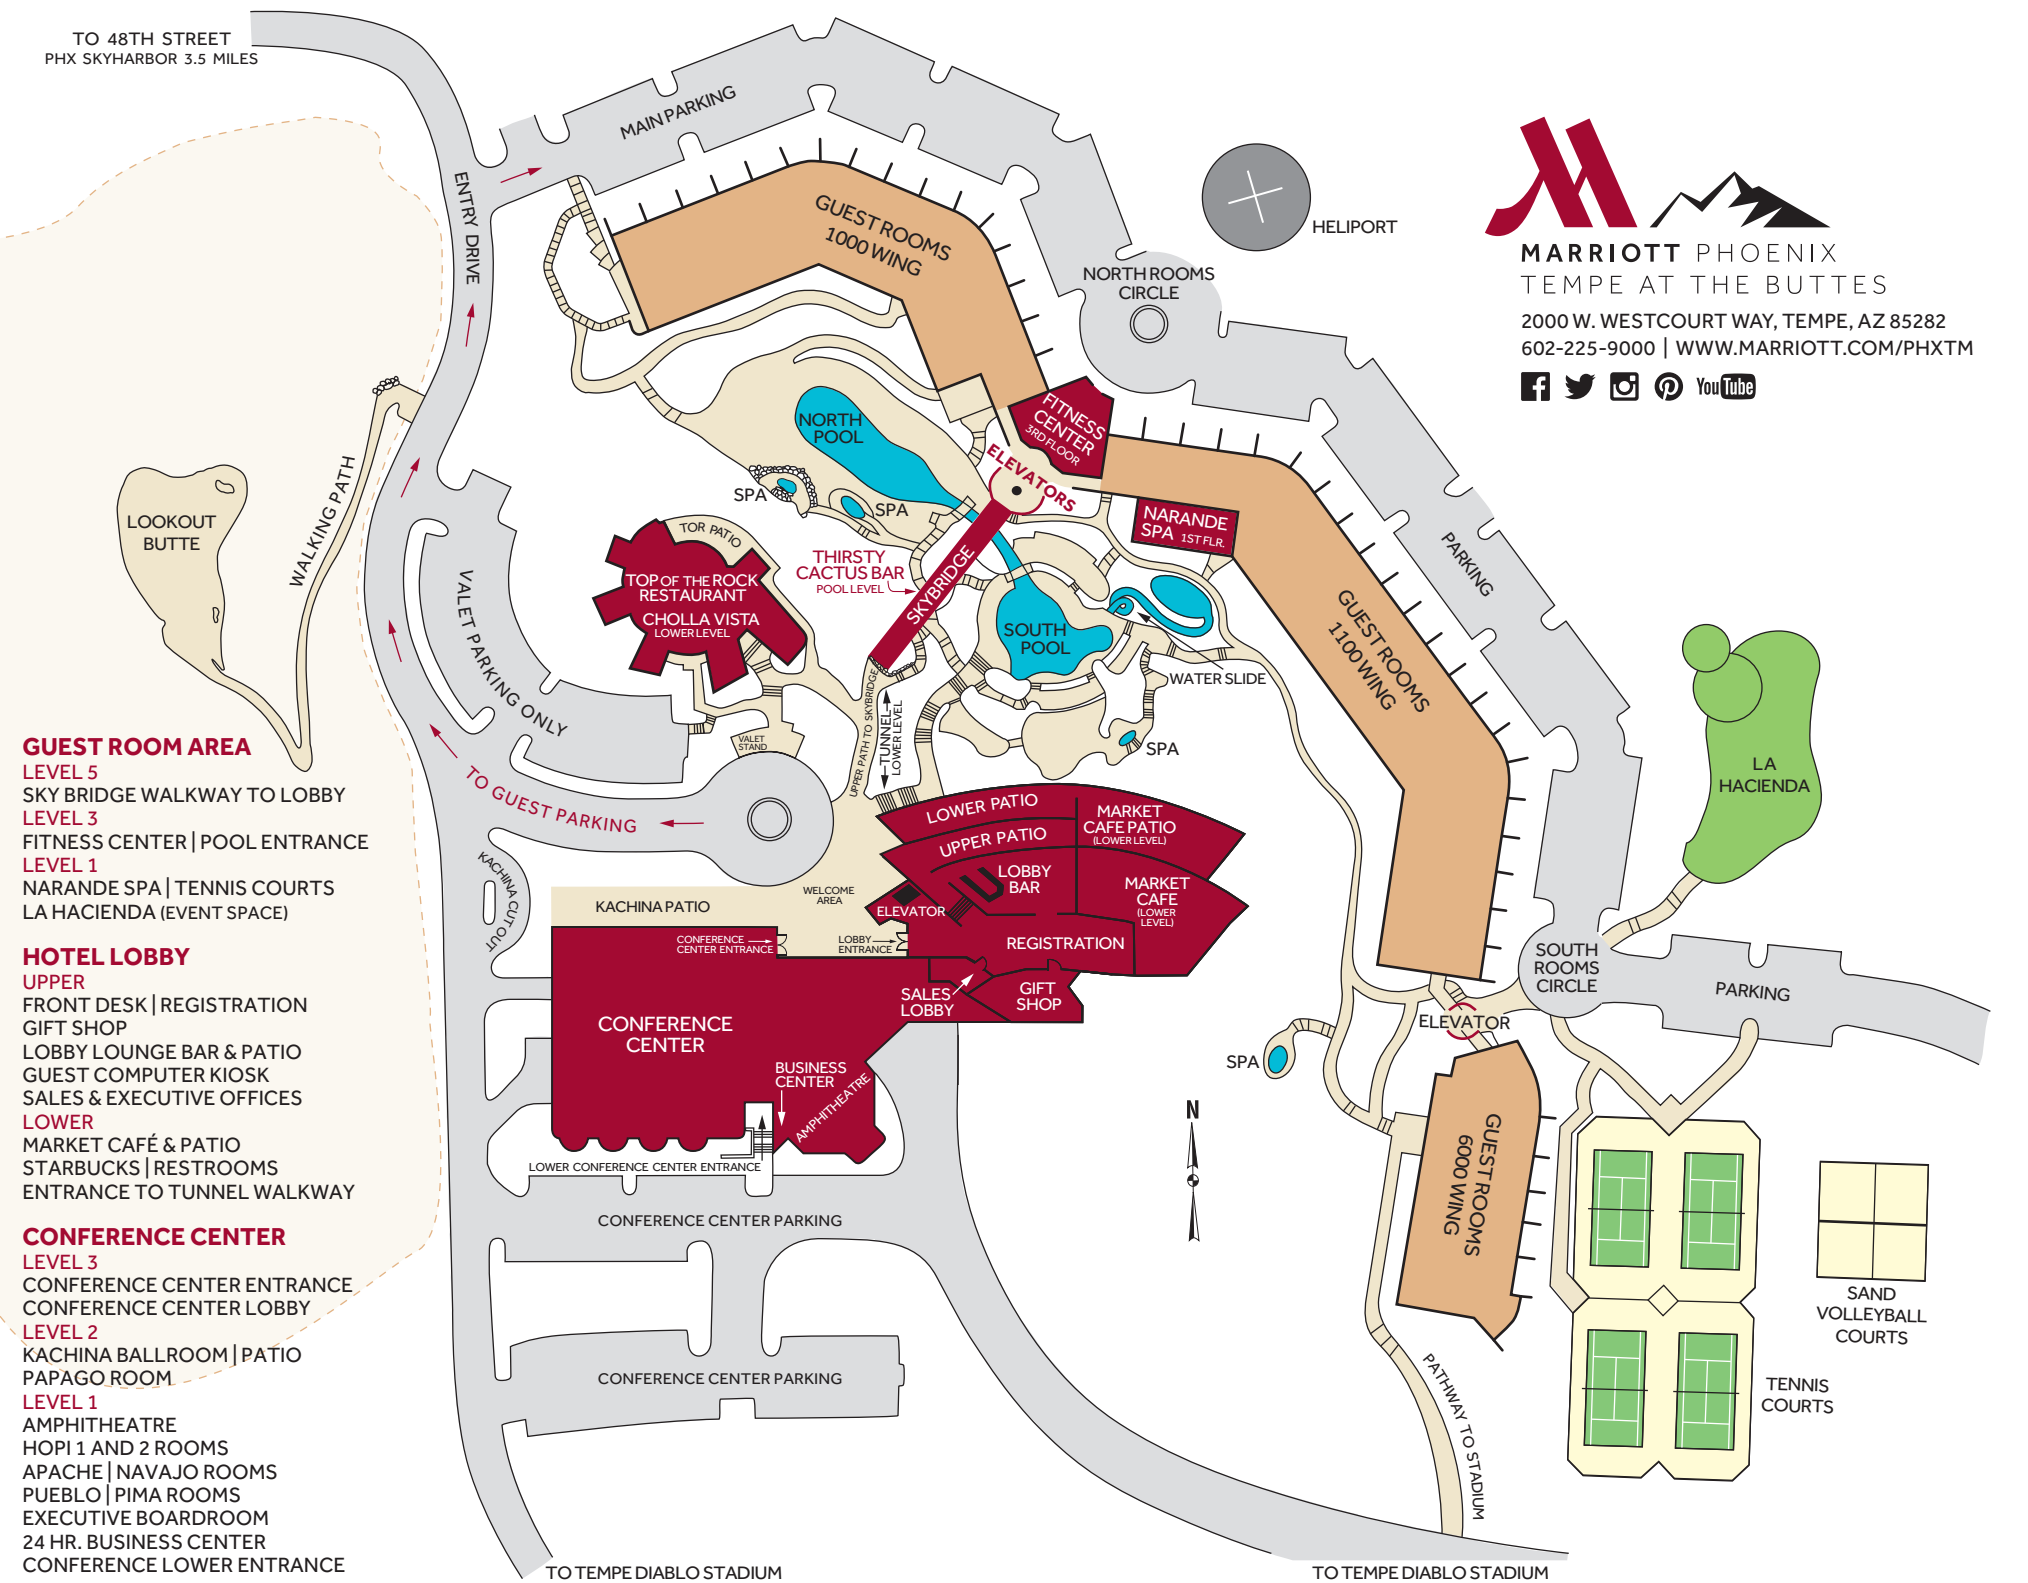 TO 48TH STREET
PHX SKYHARBOR 3.5 MILES
MAIN PARKING
ENTRY DRIVE
GUEST ROOMS
1000 WING
HELIPORT
NORTH ROOMS
CIRCLE
MARRIOTT PHOENIX
TEMPE AT THE BUTTES
2000 W. WESTCOURT WAY, TEMPE, AZ 85282
602-225-9000 | WWW.MARRIOTT.COM/PHXTM
YouTube
FITNESS
CENTER
3RD FLOOR
NORTH
POOL
ELEVATORS
SPA
SPA
NARANDE
SPA 1ST FLR.
LOOKOUT
BUTTE
WALKING PATH
TOR PATIO
THIRSTY
CACTUS BAR
POOL LEVEL
SKYBRIDGE
TOP OF THE ROCK
RESTAURANT
CHOLLA VISTA
LOWER LEVEL
PARKING
VALET PARKING ONLY
SOUTH
POOL
WATER SLIDE
GUEST ROOMS
1100 WING
UPPER PATH TO SKYBRIDGE
TUNNEL
LOWER LEVEL
VALET
STAND
SPA
LA
HACIENDA
TO GUEST PARKING
KACHINA CUT OUT
LOWER PATIO
UPPER PATIO
MARKET
CAFE PATIO
(LOWER LEVEL)
LOBBY
BAR
MARKET
CAFE
(LOWER
LEVEL)
WELCOME
AREA
KACHINA PATIO
ELEVATOR
CONFERENCE
CENTER ENTRANCE
LOBBY
ENTRANCE
REGISTRATION
SALES
LOBBY
GIFT
SHOP
SOUTH
ROOMS
CIRCLE
PARKING
ELEVATOR
CONFERENCE
CENTER
BUSINESS
CENTER
AMPHITHEATRE
SPA
N
GUEST ROOMS
6000 WING
LOWER CONFERENCE CENTER ENTRANCE
CONFERENCE CENTER PARKING
CONFERENCE CENTER PARKING
SAND
VOLLEYBALL
COURTS
TENNIS
COURTS
PATHWAY TO STADIUM
TO TEMPE DIABLO STADIUM
TO TEMPE DIABLO STADIUM
GUEST ROOM AREA
LEVEL 5
SKY BRIDGE WALKWAY TO LOBBY
LEVEL 3
FITNESS CENTER | POOL ENTRANCE
LEVEL 1
NARANDE SPA | TENNIS COURTS
LA HACIENDA (EVENT SPACE)
HOTEL LOBBY
UPPER
FRONT DESK | REGISTRATION
GIFT SHOP
LOBBY LOUNGE BAR & PATIO
GUEST COMPUTER KIOSK
SALES & EXECUTIVE OFFICES
LOWER
MARKET CAFÉ & PATIO
STARBUCKS | RESTROOMS
ENTRANCE TO TUNNEL WALKWAY
CONFERENCE CENTER
LEVEL 3
CONFERENCE CENTER ENTRANCE
CONFERENCE CENTER LOBBY
LEVEL 2
KACHINA BALLROOM | PATIO
PAPAGO ROOM
LEVEL 1
AMPHITHEATRE
HOPI 1 AND 2 ROOMS
APACHE | NAVAJO ROOMS
PUEBLO | PIMA ROOMS
EXECUTIVE BOARDROOM
24 HR. BUSINESS CENTER
CONFERENCE LOWER ENTRANCE